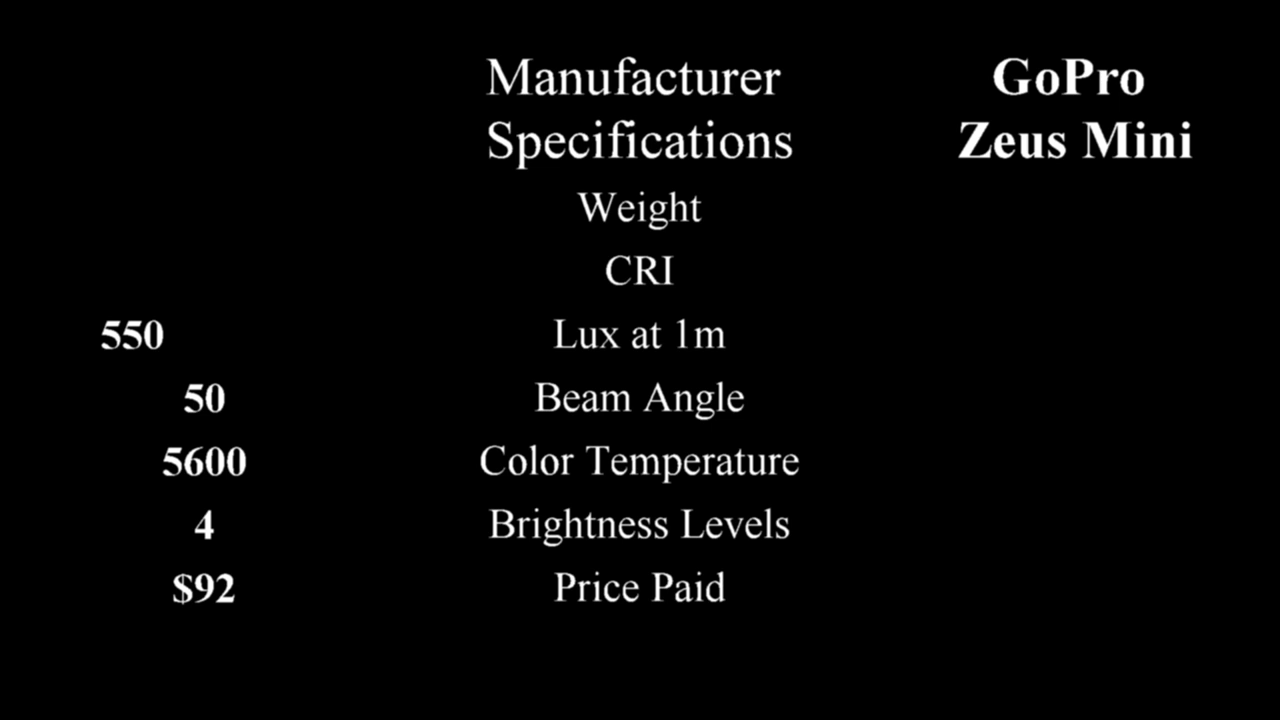 Manufacturer GoPro
Specifications Zeus Mini
Weight
CRI
550 Lux at 1m
50 Beam Angle
5600 Color Temperature
4 Brightness Levels
$92 Price Paid